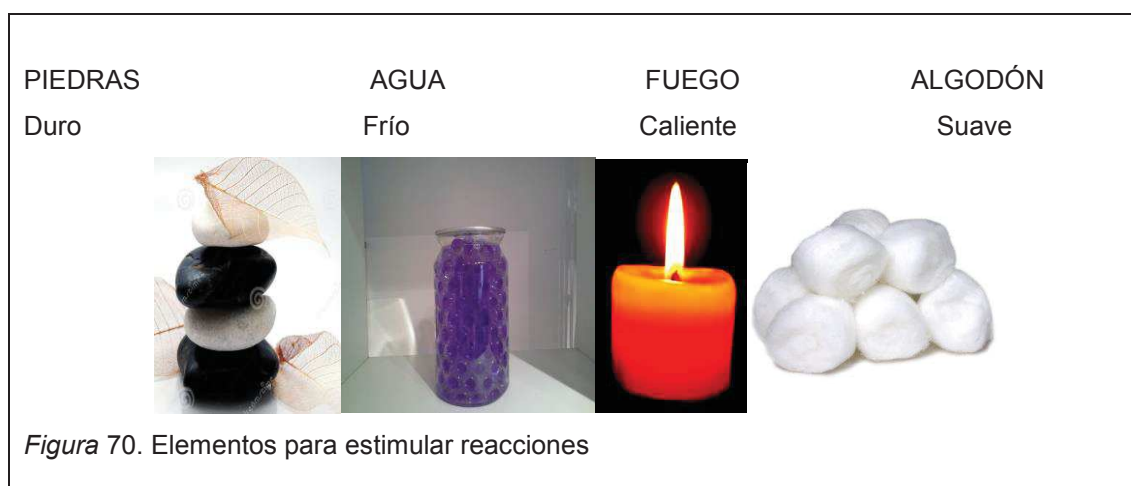 PIEDRAS AGUA FUEGO ALGODÓN
Duro Frío Caliente Suave
Figura 70. Elementos para estimular reacciones